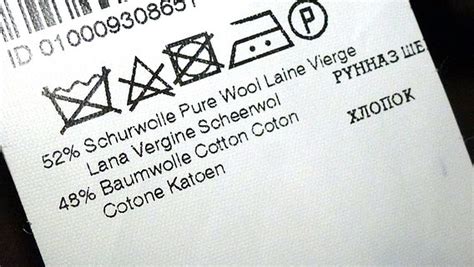 ID 010009308651
P
52% Schurwolle Pure Wool Laine Vierge
Lana Vergine Scheerwol
48% Baumwolle Cotton Coton
Cotone Katoen
РУННАЗ ШЕ
ХЛОПОК